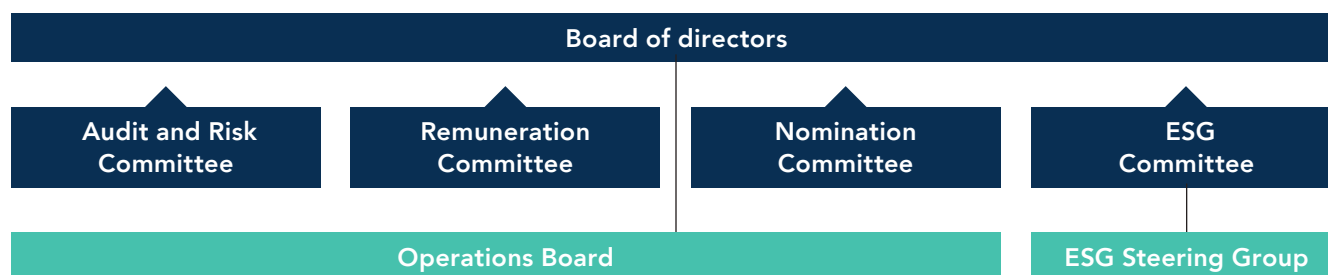 Board of directors
Audit and Risk
Committee
Remuneration
Committee
Nomination
Committee
ESG
Committee
Operations Board
ESG Steering Group